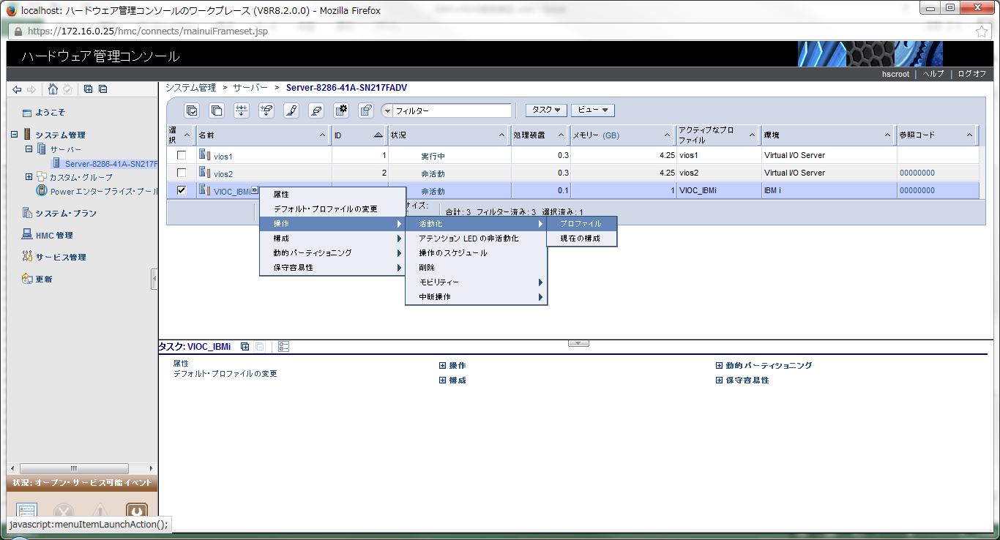 localhost: ハードウェア管理コンソールのワークプレース (V8R8.2.0.0) - Mozilla Firefox
https://172.16.0.25/hmc/connects/mainuiFrameset.jsp
ハードウェア管理コンソール
hscroot | ヘルプ | ログオフ
システム管理 > サーバー > Server-8286-41A-SN217FADV
フィルター タスク ビュー
選択 名前 ID 状況 処理装置 メモリー (GB) アクティブなプロファイル 環境 参照コード
vios1 1 実行中 0.3 4.25 vios1 Virtual I/O Server
vios2 2 非活動 0.3 4.25 vios2 Virtual I/O Server 00000000
VIOC_IBMi 非活動 0.1 1 VIOC_IBMi IBM i 00000000
サイズ: 合計: 3 フィルター済み: 3 選択済み: 1
ようこそ
システム管理
サーバー
Server-8286-41A-SN217F
カスタム・グループ
Power エンタープライズ・プール
システム・プラン
HMC 管理
サービス管理
更新
属性
デフォルト・プロファイルの変更
操作
構成
動的パーティショニング
保守容易性
活動化
アテンション LED の非活動化
操作のスケジュール
削除
モビリティー
中断操作
プロファイル
現在の構成
タスク: VIOC_IBMi
属性
デフォルト・プロファイルの変更
操作
構成
動的パーティショニング
保守容易性
状況: オープン・サービス可能イベント
javascript:menuItemLaunchAction();